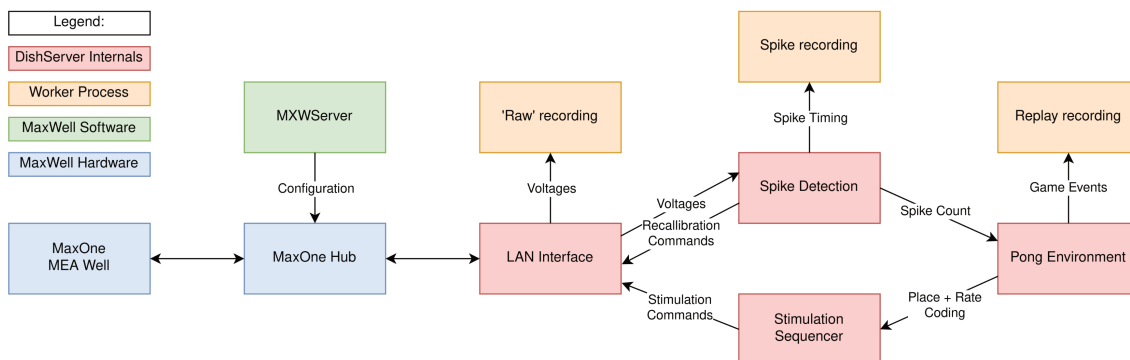 Legend:
DishServer Internals
Worker Process
MaxWell Software
MaxWell Hardware
MXWServer
Configuration
MaxOne
MEA Well
MaxOne Hub
'Raw' recording
Voltages
LAN Interface
Voltages
Recallibration
Commands
Stimulation
Commands
Spike recording
Spike Timing
Spike Detection
Spike Count
Replay recording
Game Events
Pong Environment
Place + Rate
Coding
Stimulation
Sequencer